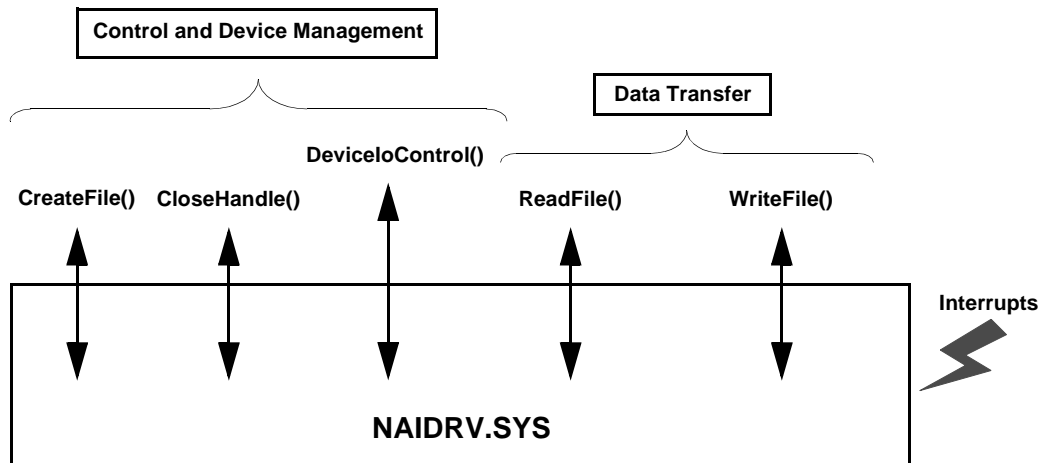 Control and Device Management
Data Transfer
DeviceIoControl()
CreateFile()
CloseHandle()
ReadFile()
WriteFile()
Interrupts
NAIDRV.SYS